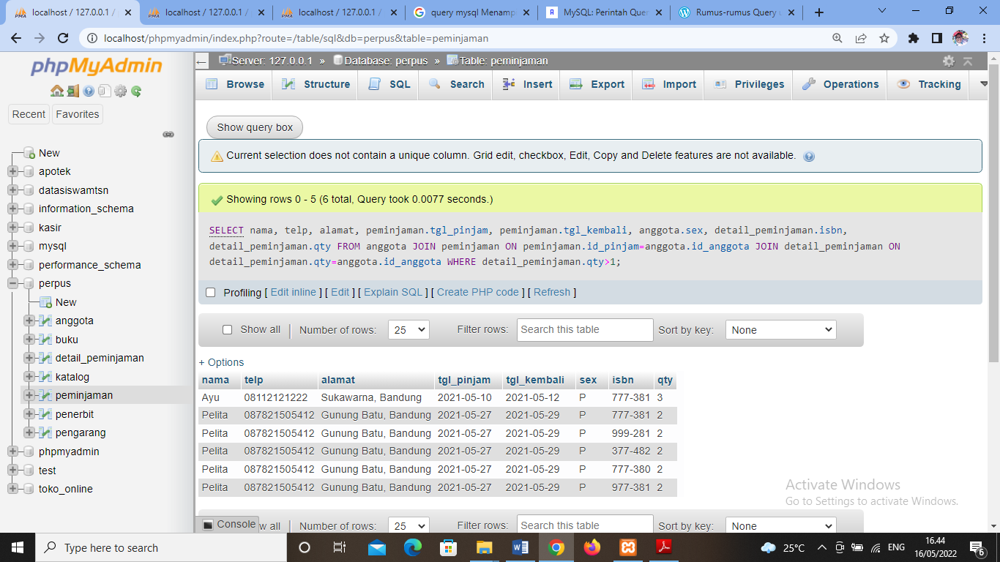 localhost / 127.0.0.1 /
localhost / 127.0.0.1 /
localhost / 127.0.0.1 /
query mysql Menamp
MySQL: Perintah Quer
Rumus-rumus Query
localhost/phpmyadmin/index.php?route=/table/sql&db=perpus&table=peminjaman
phpMyAdmin
Recent Favorites
New
apotek
datasiswamtsn
information_schema
kasir
mysql
performance_schema
perpus
New
anggota
buku
detail_peminjaman
katalog
peminjaman
penerbit
pengarang
phpmyadmin
test
toko_online
Server: 127.0.0.1 » Database: perpus » Table: peminjaman
Browse Structure SQL Search Insert Export Import Privileges Operations Tracking
Show query box
Current selection does not contain a unique column. Grid edit, checkbox, Edit, Copy and Delete features are not available.
Showing rows 0 - 5 (6 total, Query took 0.0077 seconds.)
SELECT nama, telp, alamat, peminjaman.tgl_pinjam, peminjaman.tgl_kembali, anggota.sex, detail_peminjaman.isbn,
detail_peminjaman.qty FROM anggota JOIN peminjaman ON peminjaman.id_pinjam=anggota.id_anggota JOIN detail_peminjaman ON
detail_peminjaman.qty=anggota.id_anggota WHERE detail_peminjaman.qty>1;
Profiling [ Edit inline ] [ Edit ] [ Explain SQL ] [ Create PHP code ] [ Refresh ]
Show all Number of rows: 25 Filter rows: Search this table Sort by key: None
+ Options
nama telp alamat tgl_pinjam tgl_kembali sex isbn qty
Ayu 08112121222 Sukawarna, Bandung 2021-05-10 2021-05-12 P 777-381 3
Pelita 087821505412 Gunung Batu, Bandung 2021-05-27 2021-05-29 P 777-381 2
Pelita 087821505412 Gunung Batu, Bandung 2021-05-27 2021-05-29 P 999-281 2
Pelita 087821505412 Gunung Batu, Bandung 2021-05-27 2021-05-29 P 377-482 2
Pelita 087821505412 Gunung Batu, Bandung 2021-05-27 2021-05-29 P 777-380 2
Pelita 087821505412 Gunung Batu, Bandung 2021-05-27 2021-05-29 P 977-381 2
Activate Windows
Go to Settings to activate Windows.
Console
all Number of rows: 25 Filter rows: Search this table Sort by key: None
Type here to search
25°C
ENG
16.44
16/05/2022
6